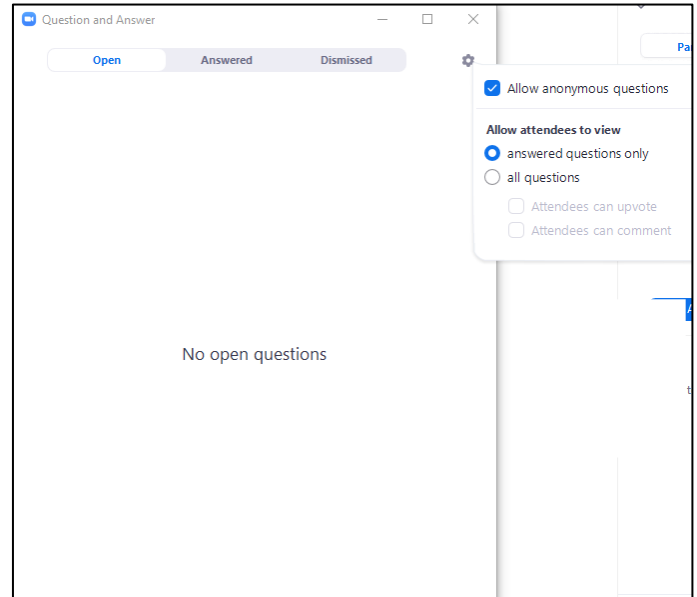 Question and Answer
Open Answered Dismissed
Allow anonymous questions
Allow attendees to view
answered questions only
all questions
Attendees can upvote
Attendees can comment
No open questions